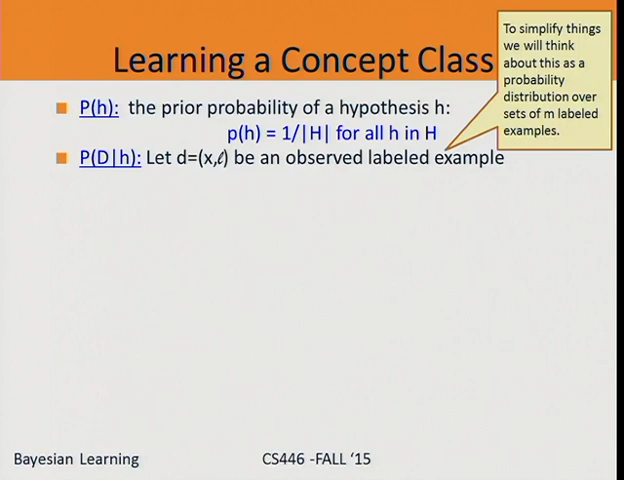 Learning a Concept Class
To simplify things
we will think
about this as a
probability
distribution over
sets of m labeled
examples.
■ P(h): the prior probability of a hypothesis h:
p(h) = 1/|H| for all h in H
■ P(D|h): Let d=(x,ℓ) be an observed labeled example
Bayesian Learning
CS446 -FALL ‘15